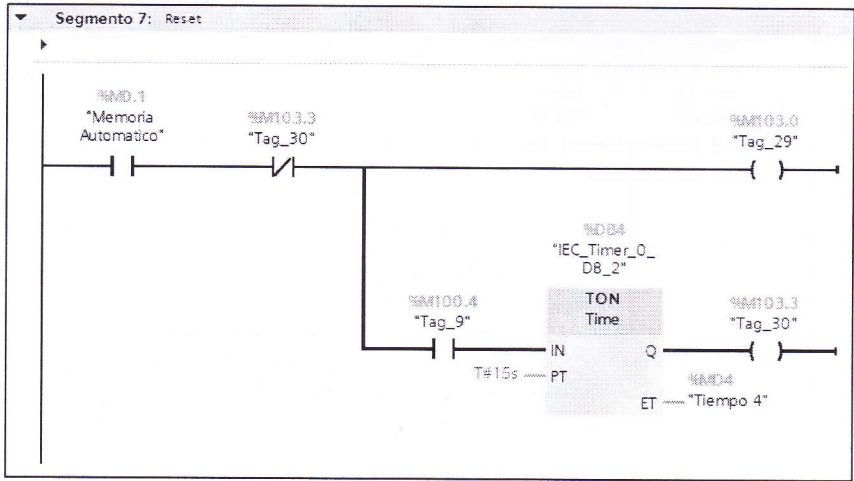 Segmento 7: Reset
%M0.1
"Memoria
Automatico"
%M103.3
"Tag_30"
%M103.0
"Tag_29"
%DB4
"IEC_Timer_0_
DB_2"
TON
Time
%M100.4
"Tag_9"
%M103.3
"Tag_30"
IN
Q
T#15s
PT
%MD4
ET
"Tiempo 4"